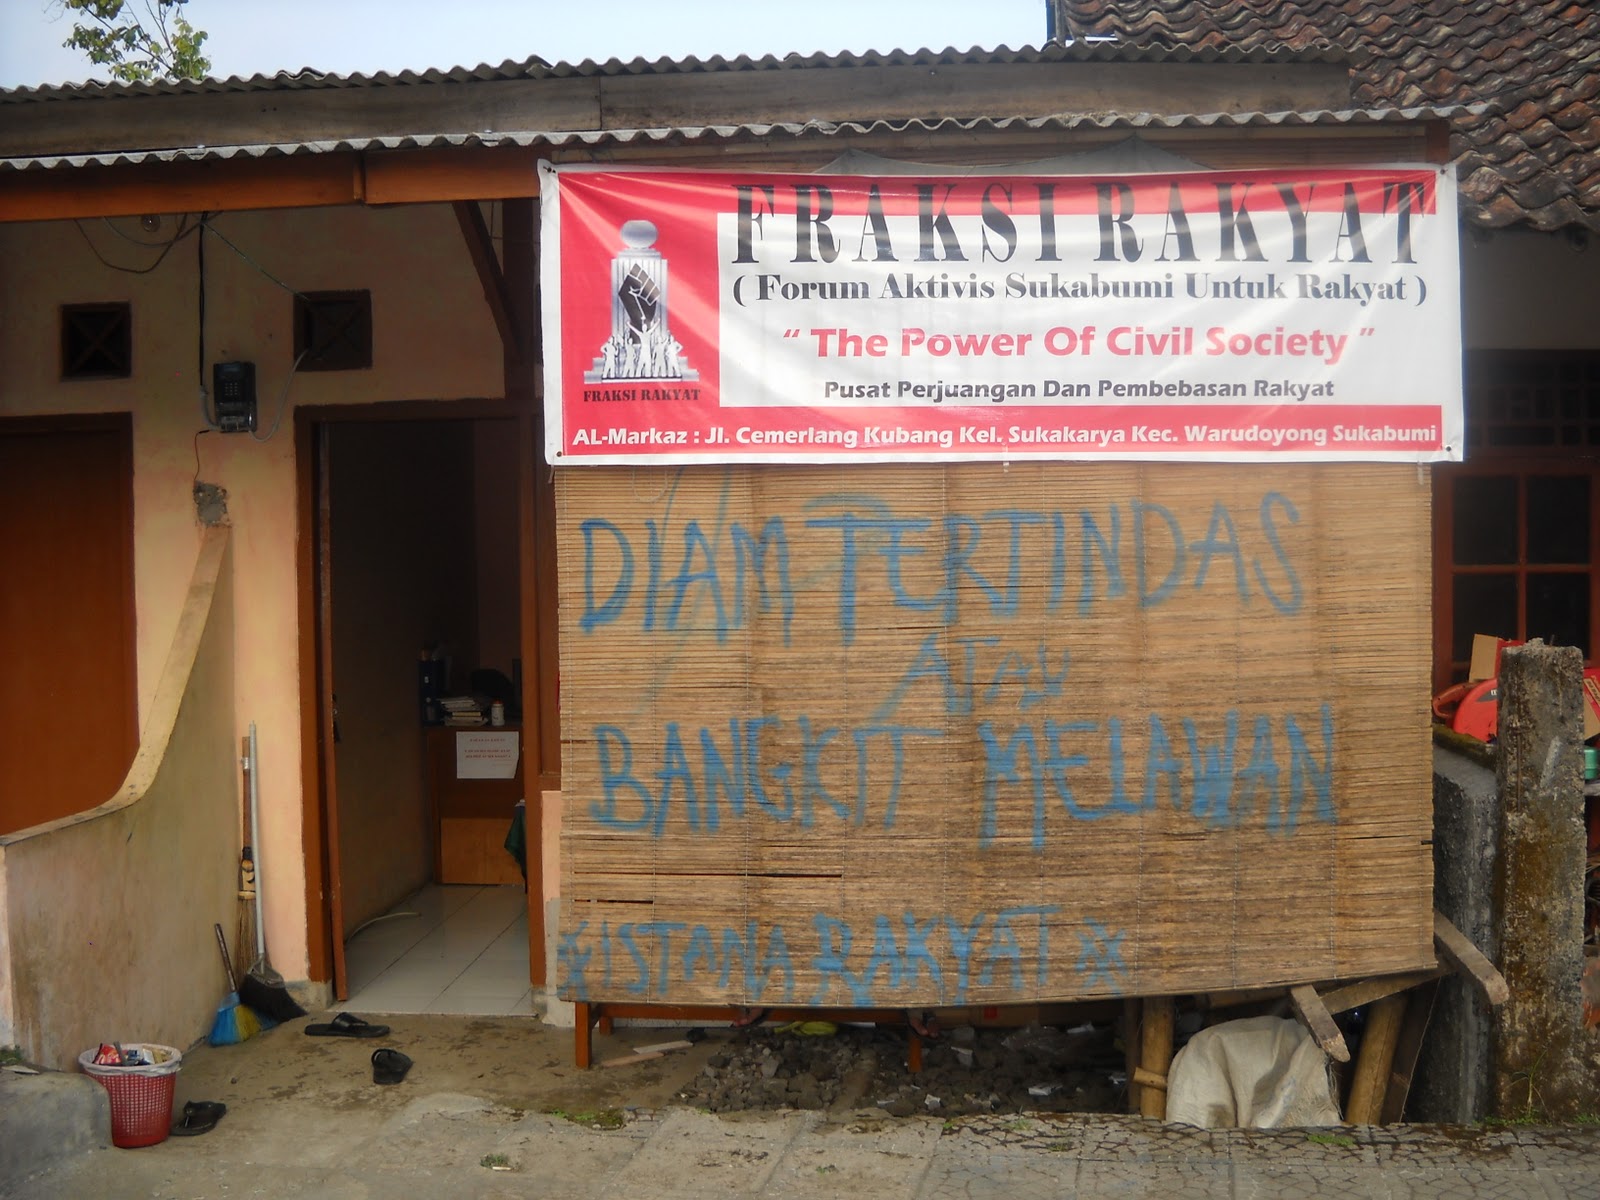 FRAKSI RAKYAT
( Forum Aktivis Sukabumi Untuk Rakyat )
“ The Power Of Civil Society ”
Pusat Perjuangan Dan Pembebasan Rakyat
FRAKSI RAKYAT
AL-Markaz : Jl. Cemerlang Kubang Kel. Sukakarya Kec. Warudoyong Sukabumi
DIAM TERTINDAS
ATAU
BANGKIT MELAWAN
ISTANA RAKYAT